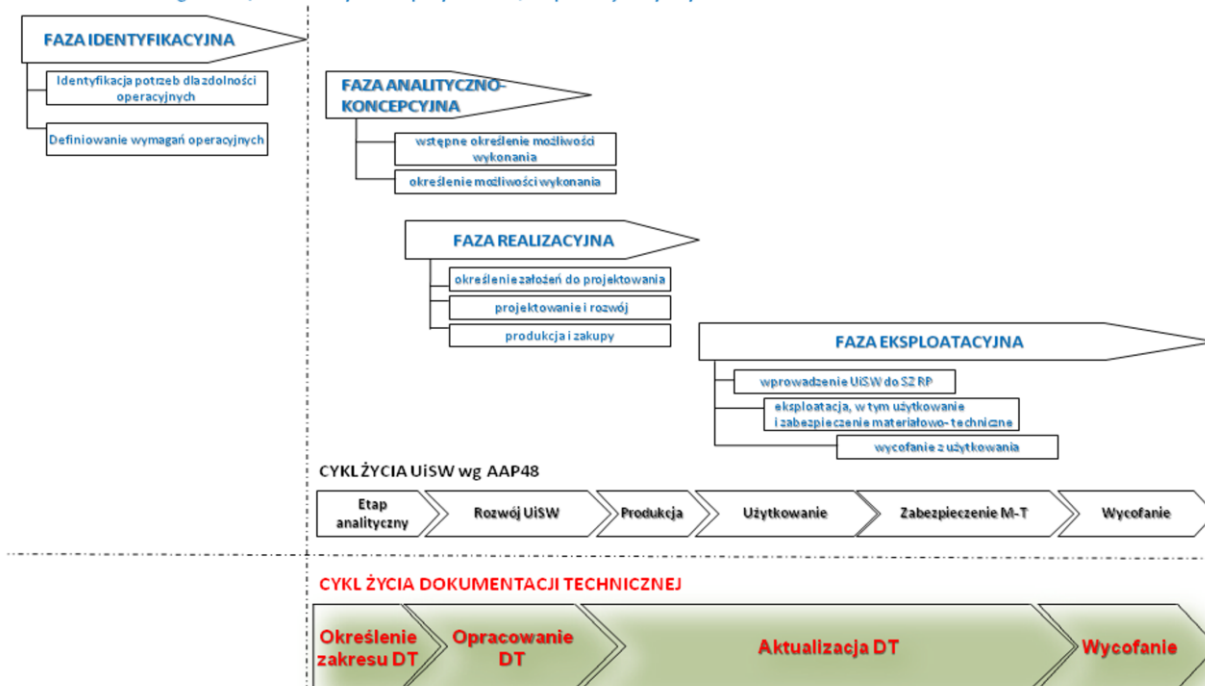 FAZA IDENTYFIKACYJNA
Identyfikacja potrzeb dla zdolności
operacyjnych
Definiowanie wymagań operacyjnych
FAZA ANALITYCZNO-
KONCEPCYJNA
wstępne określenie możliwości
wykonania
określenie możliwości wykonania
FAZA REALIZACYJNA
określenie założeń do projektowania
projektowanie i rozwój
produkcja i zakupy
FAZA EKSPLOATACYJNA
wprowadzenie UiSW do SZ RP
eksploatacja, w tym użytkowanie
i zabezpieczenie materiałowo- techniczne
wycofanie z użytkowania
CYKL ŻYCIA UiSW wg AAP48
Etap
analityczny
Rozwój UiSW
Produkcja
Użytkowanie
Zabezpieczenie M-T
Wycofanie
CYKL ŻYCIA DOKUMENTACJI TECHNICZNEJ
Określenie
zakresu DT
Opracowanie
DT
Aktualizacja DT
Wycofanie